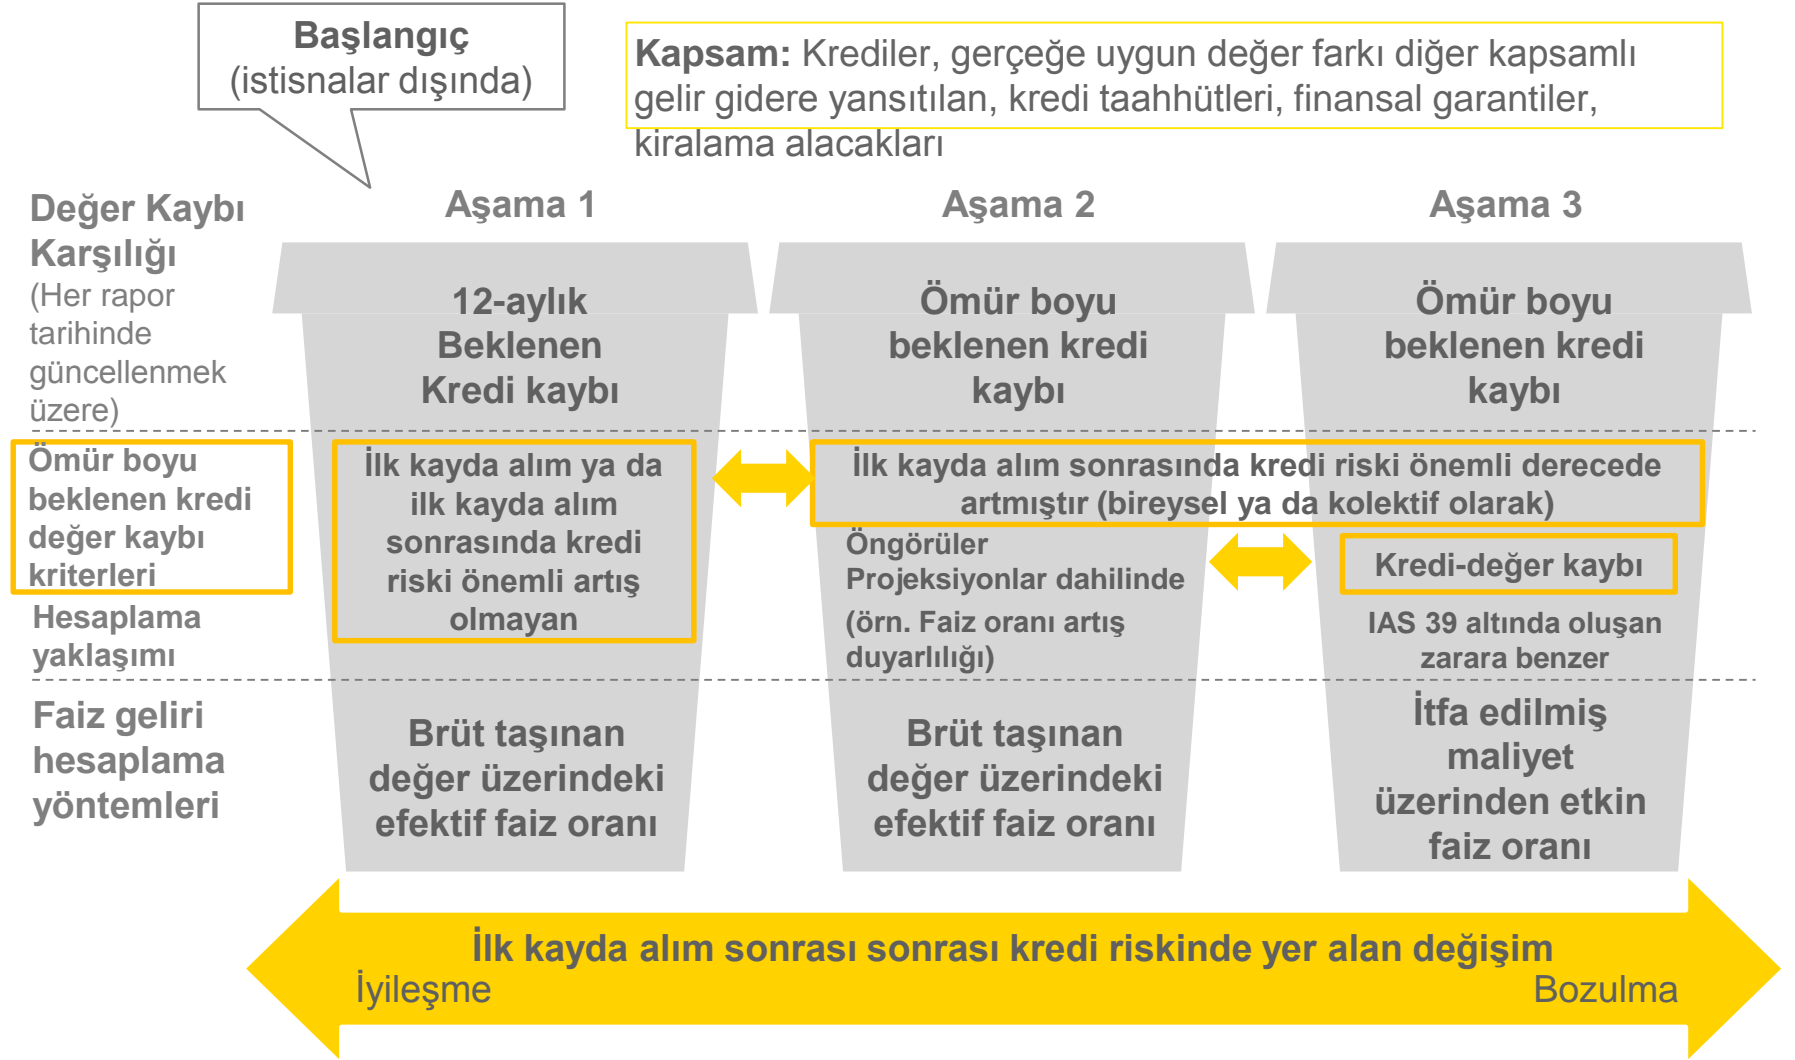 Başlangıç
(istisnalar dışında)
Kapsam: Krediler, gerçeğe uygun değer farkı diğer kapsamlı
gelir gidere yansıtılan, kredi taahhütleri, finansal garantiler,
kiralama alacakları
Değer Kaybı
Karşılığı
(Her rapor
tarihinde
güncellenmek
üzere)
Aşama 1
Aşama 2
Aşama 3
12-aylık
Beklenen
Kredi kaybı
Ömür boyu
beklenen kredi
kaybı
Ömür boyu
beklenen kredi
kaybı
Ömür boyu
beklenen kredi
değer kaybı
kriterleri
İlk kayda alım ya da
ilk kayda alım
sonrasında kredi
riski önemli artış
olmayan
İlk kayda alım sonrasında kredi riski önemli derecede
artmıştır (bireysel ya da kolektif olarak)
Hesaplama
yaklaşımı
Öngörüler
Projeksiyonlar dahilinde
(örn. Faiz oranı artış
duyarlılığı)
Kredi-değer kaybı
IAS 39 altında oluşan
zarara benzer
Faiz geliri
hesaplama
yöntemleri
Brüt taşınan
değer üzerindeki
efektif faiz oranı
Brüt taşınan
değer üzerindeki
efektif faiz oranı
İtfa edilmiş
maliyet
üzerinden etkin
faiz oranı
İlk kayda alım sonrası sonrası kredi riskinde yer alan değişim
İyileşme
Bozulma